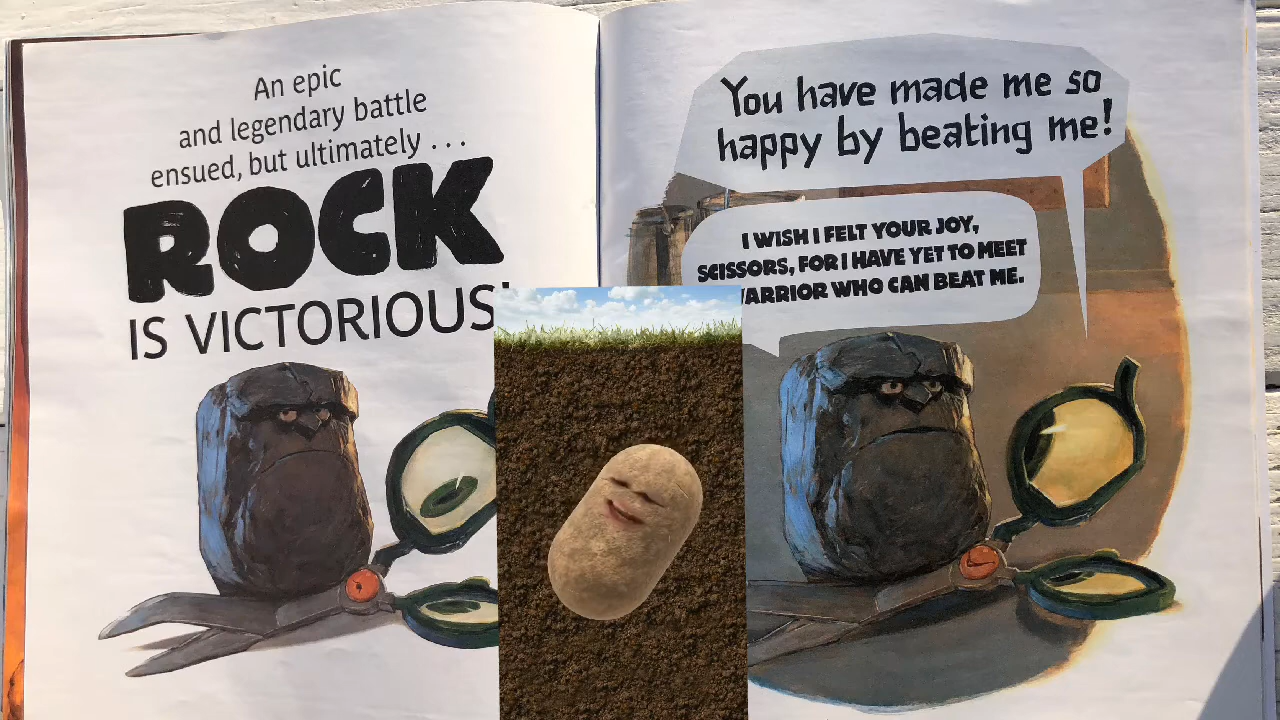 An epic
and legendary battle
ensued, but ultimately . . .
ROCK
IS VICTORIOUS!
You have made me so
happy by beating me!
I WISH I FELT YOUR JOY,
SCISSORS, FOR I HAVE YET TO MEET
WHO CAN BEAT ME.